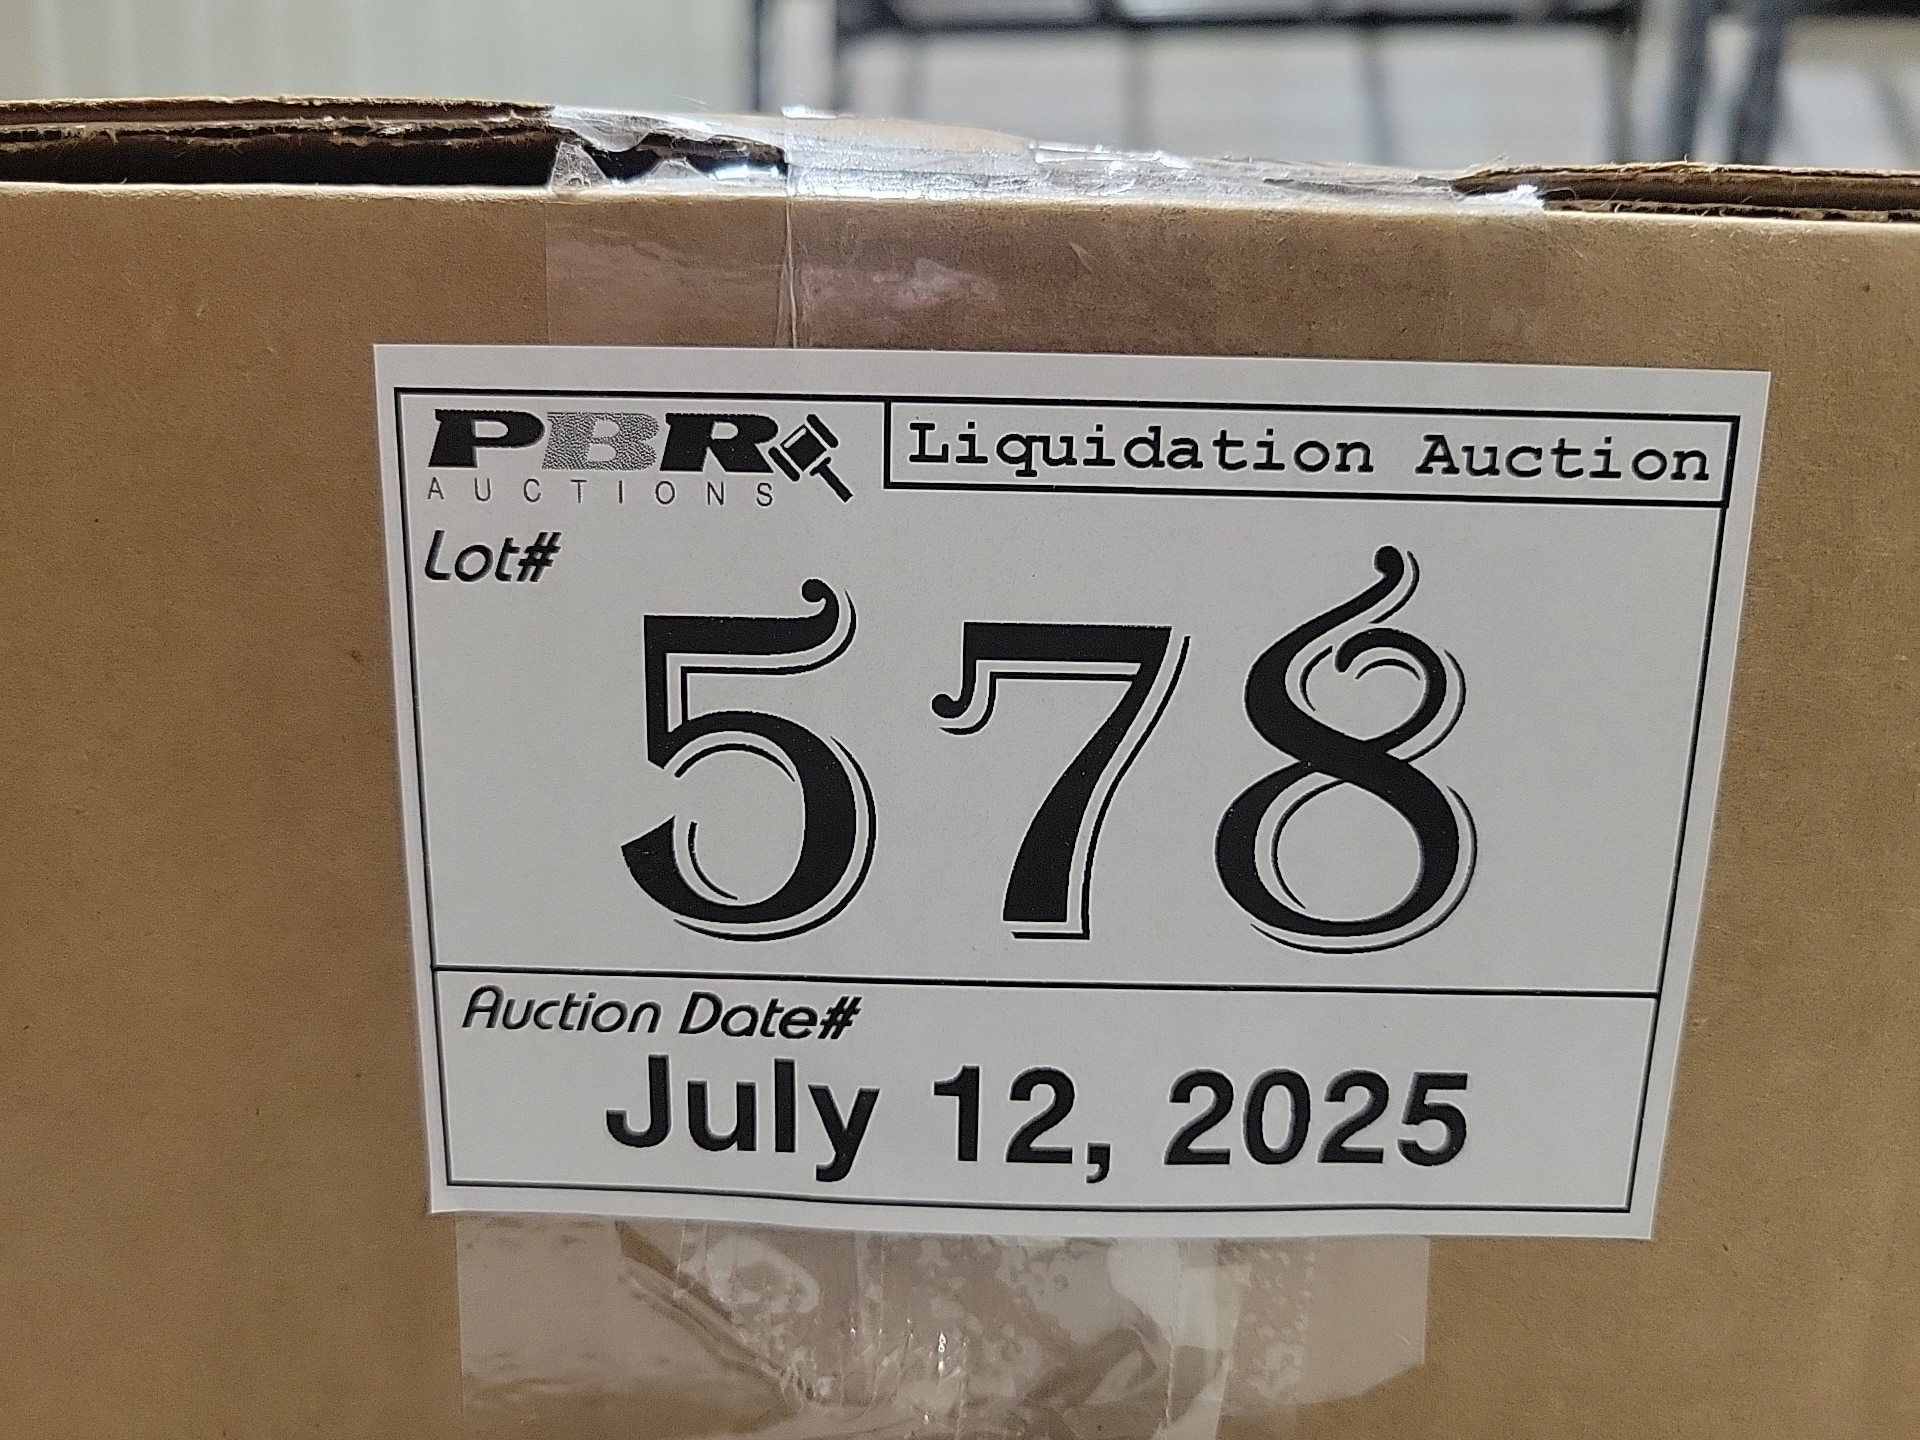 PBR
AUCTIONS
Liquidation Auction
Lot#
578
Auction Date#
July 12, 2025